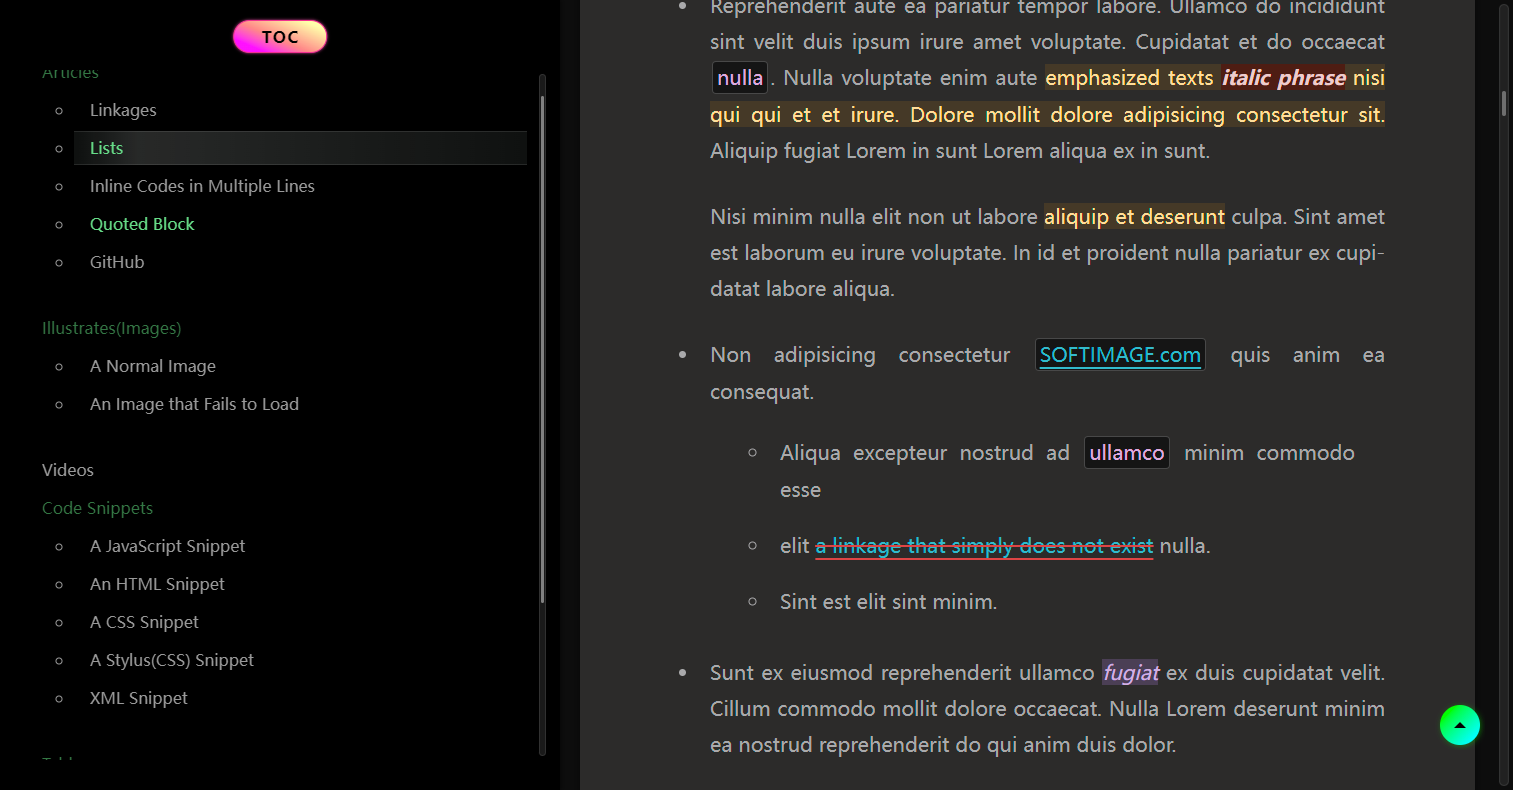 TOC
Articles
Linkages
Lists
Inline Codes in Multiple Lines
Quoted Block
GitHub
Illustrates(Images)
A Normal Image
An Image that Fails to Load
Videos
Code Snippets
A JavaScript Snippet
An HTML Snippet
A CSS Snippet
A Stylus(CSS) Snippet
XML Snippet
Reprehenderit aute ea pariatur tempor labore. Ullamco do incididunt
sint velit duis ipsum irure amet voluptate. Cupidatat et do occaecat
nulla. Nulla voluptate enim aute emphasized texts italic phrase nisi
qui qui et et irure. Dolore mollit dolore adipisicing consectetur sit.
Aliquip fugiat Lorem in sunt Lorem aliqua ex in sunt.
Nisi minim nulla elit non ut labore aliquip et deserunt culpa. Sint amet
est laborum eu irure voluptate. In id et proident nulla pariatur ex cupi-
datat labore aliqua.
Non adipisicing consectetur SOFTIMAGE.com quis anim ea
consequat.
Aliqua excepteur nostrud ad ullamco minim commodo
esse
elit a linkage that simply does not exist nulla.
Sint est elit sint minim.
Sunt ex eiusmod reprehenderit ullamco fugiat ex duis cupidatat velit.
Cillum commodo mollit dolore occaecat. Nulla Lorem deserunt minim
ea nostrud reprehenderit do qui anim duis dolor.